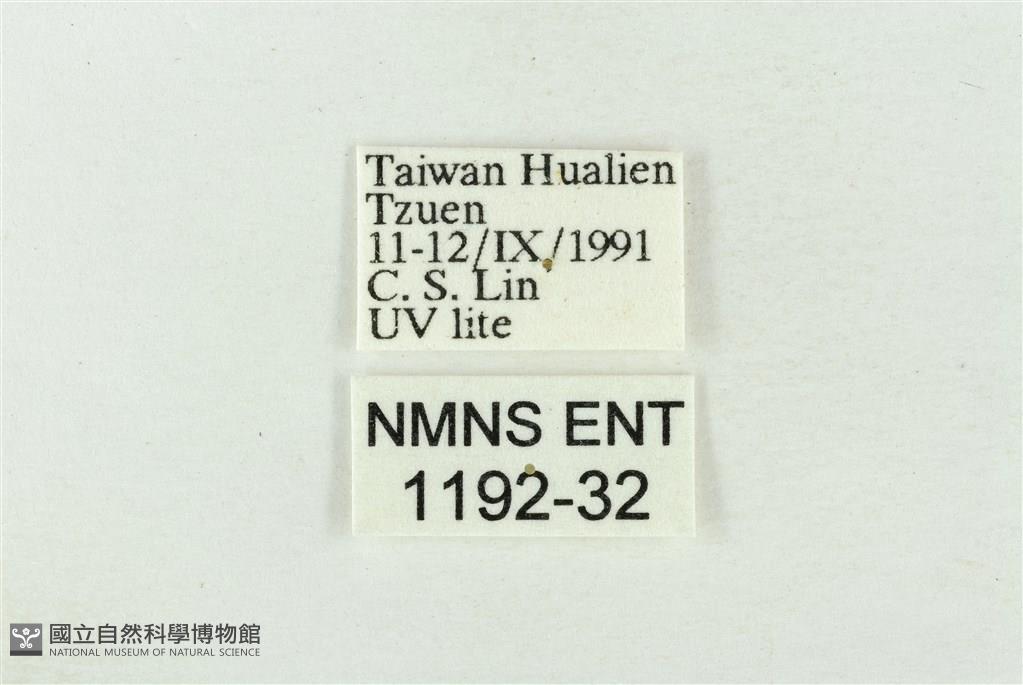 Taiwan Hualien
Tzuen
11-12/IX/1991
C. S. Lin
UV lite
NMNS ENT
1192-32
國立自然科學博物館
NATIONAL MUSEUM OF NATURAL SCIENCE